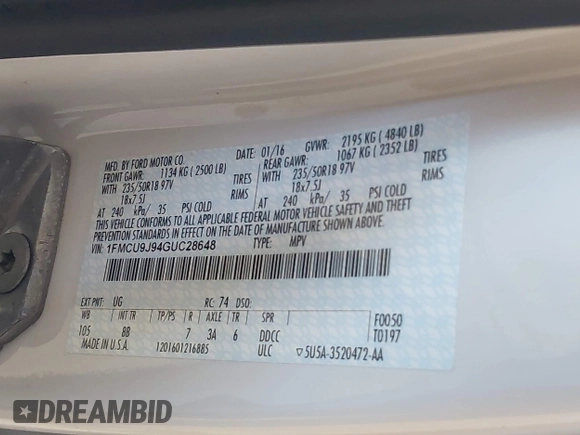 MFD. BY FORD MOTOR CO. DATE: 01/16 GVWR: 2195 KG ( 4840 LB)
FRONT GAWR: 1134 KG ( 2500 LB) REAR GAWR: 1067 KG ( 2352 LB)
WITH 235/50R18 97V TIRES WITH 235/50R18 97V TIRES
18x7.5J RIMS 18x7.5J RIMS
AT 240 kPa/ 35 PSI COLD AT 240 kPa/ 35 PSI COLD
THIS VEHICLE CONFORMS TO ALL APPLICABLE FEDERAL MOTOR VEHICLE SAFETY AND THEFT
PREVENTION STANDARDS IN EFFECT ON THE DATE OF MANUFACTURE SHOWN ABOVE.
VIN: 1FMCU9J94GUC28648 TYPE: MPV
EXT PNT: UG RC: 74 DSO:
WB INT TR TP/PS R AXLE TR SPR F0050
105 BB 7 3A 6 DDCC T0197
MADE IN U.S.A. 1201601216885 ULC ▽5U5A-3520472-AA
DREAMBID